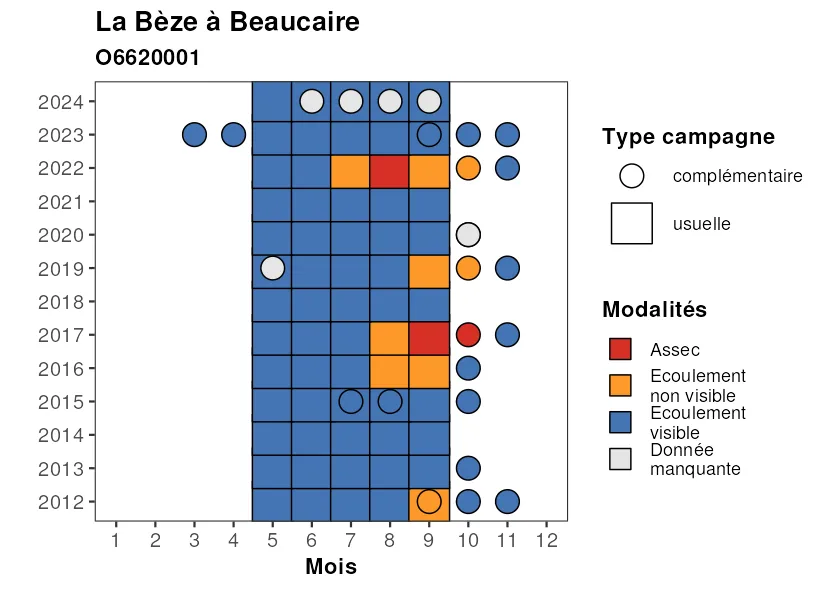 La Bèze à Beaucaire
O6620001
2024
2023
2022
2021
2020
2019
2018
2017
2016
2015
2014
2013
2012
1 2 3 4 5 6 7 8 9 10 11 12
Mois
Type campagne
complémentaire
usuelle
Modalités
Assec
Ecoulement
non visible
Ecoulement
visible
Donnée
manquante